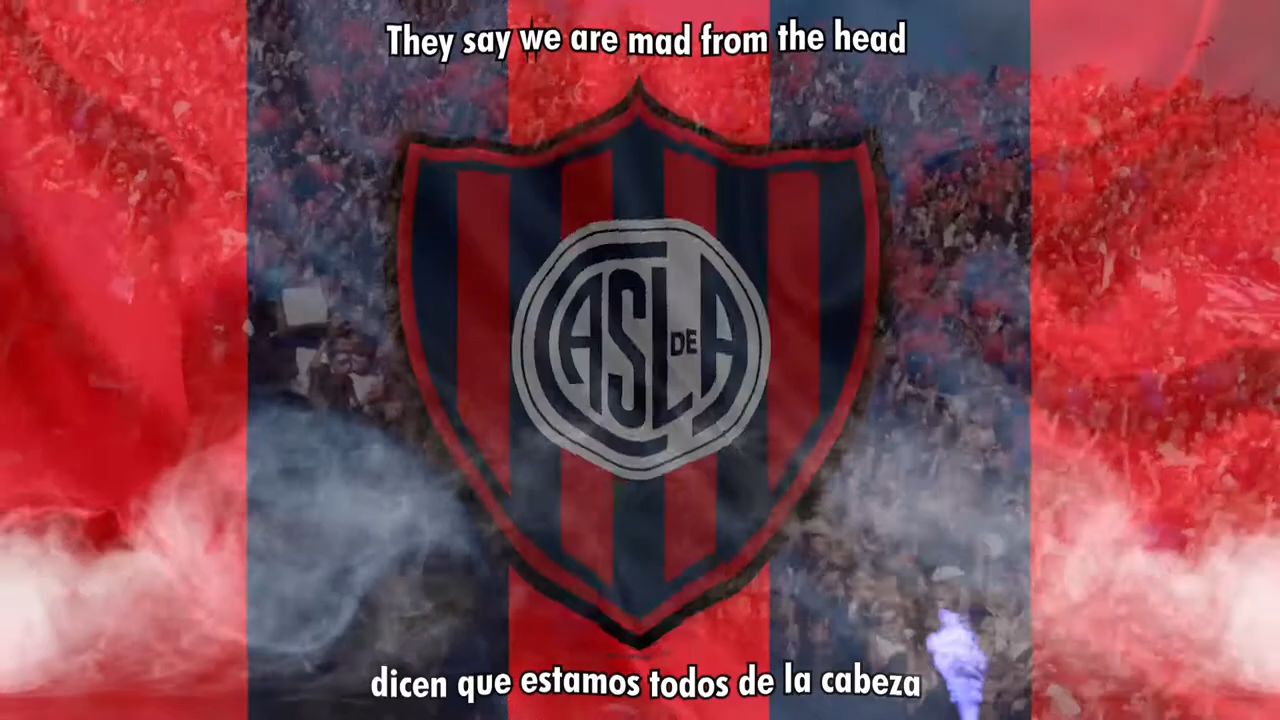 They say we are mad from the head
CASLA
DE
dicen que estamos todos de la cabeza